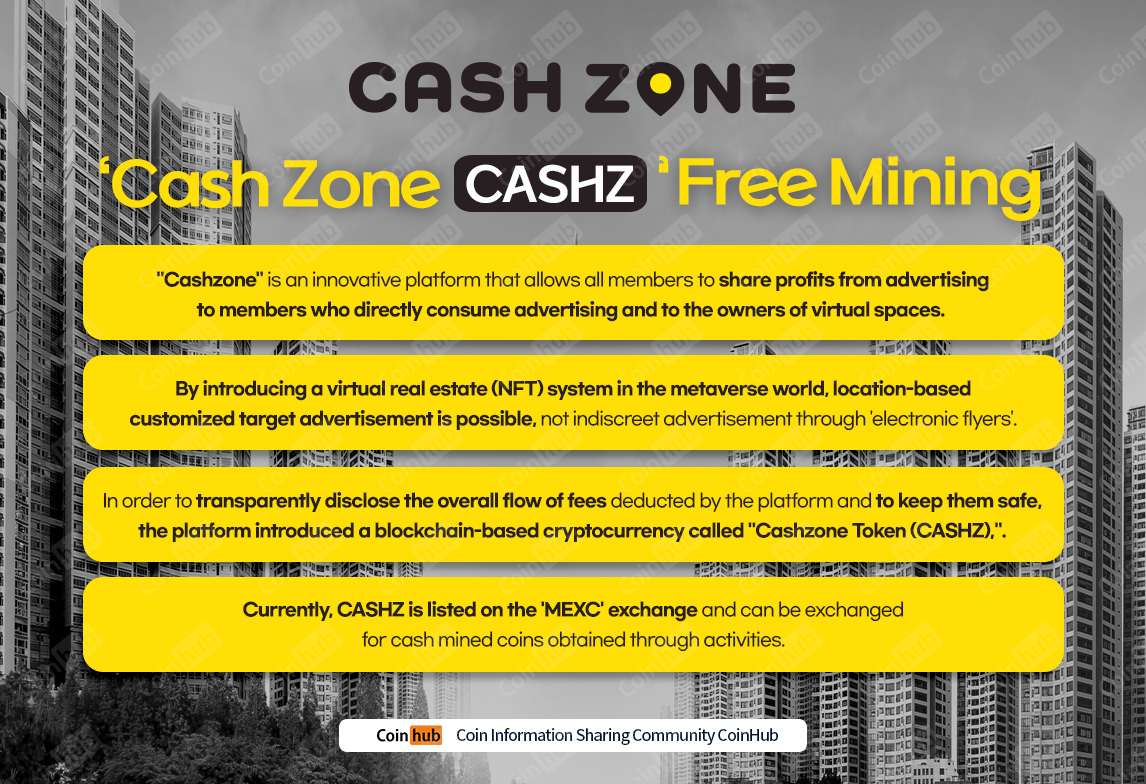 CASH ZONE
‘Cash Zone CASHZ ’ Free Mining
"Cashzone" is an innovative platform that allows all members to share profits from advertising
to members who directly consume advertising and to the owners of virtual spaces.
By introducing a virtual real estate (NFT) system in the metaverse world, location-based
customized target advertisement is possible, not indiscreet advertisement through 'electronic flyers'.
In order to transparently disclose the overall flow of fees deducted by the platform and to keep them safe,
the platform introduced a blockchain-based cryptocurrency called "Cashzone Token (CASHZ),".
Currently, CASHZ is listed on the 'MEXC' exchange and can be exchanged
for cash mined coins obtained through activities.
Coin hub Coin Information Sharing Community CoinHub